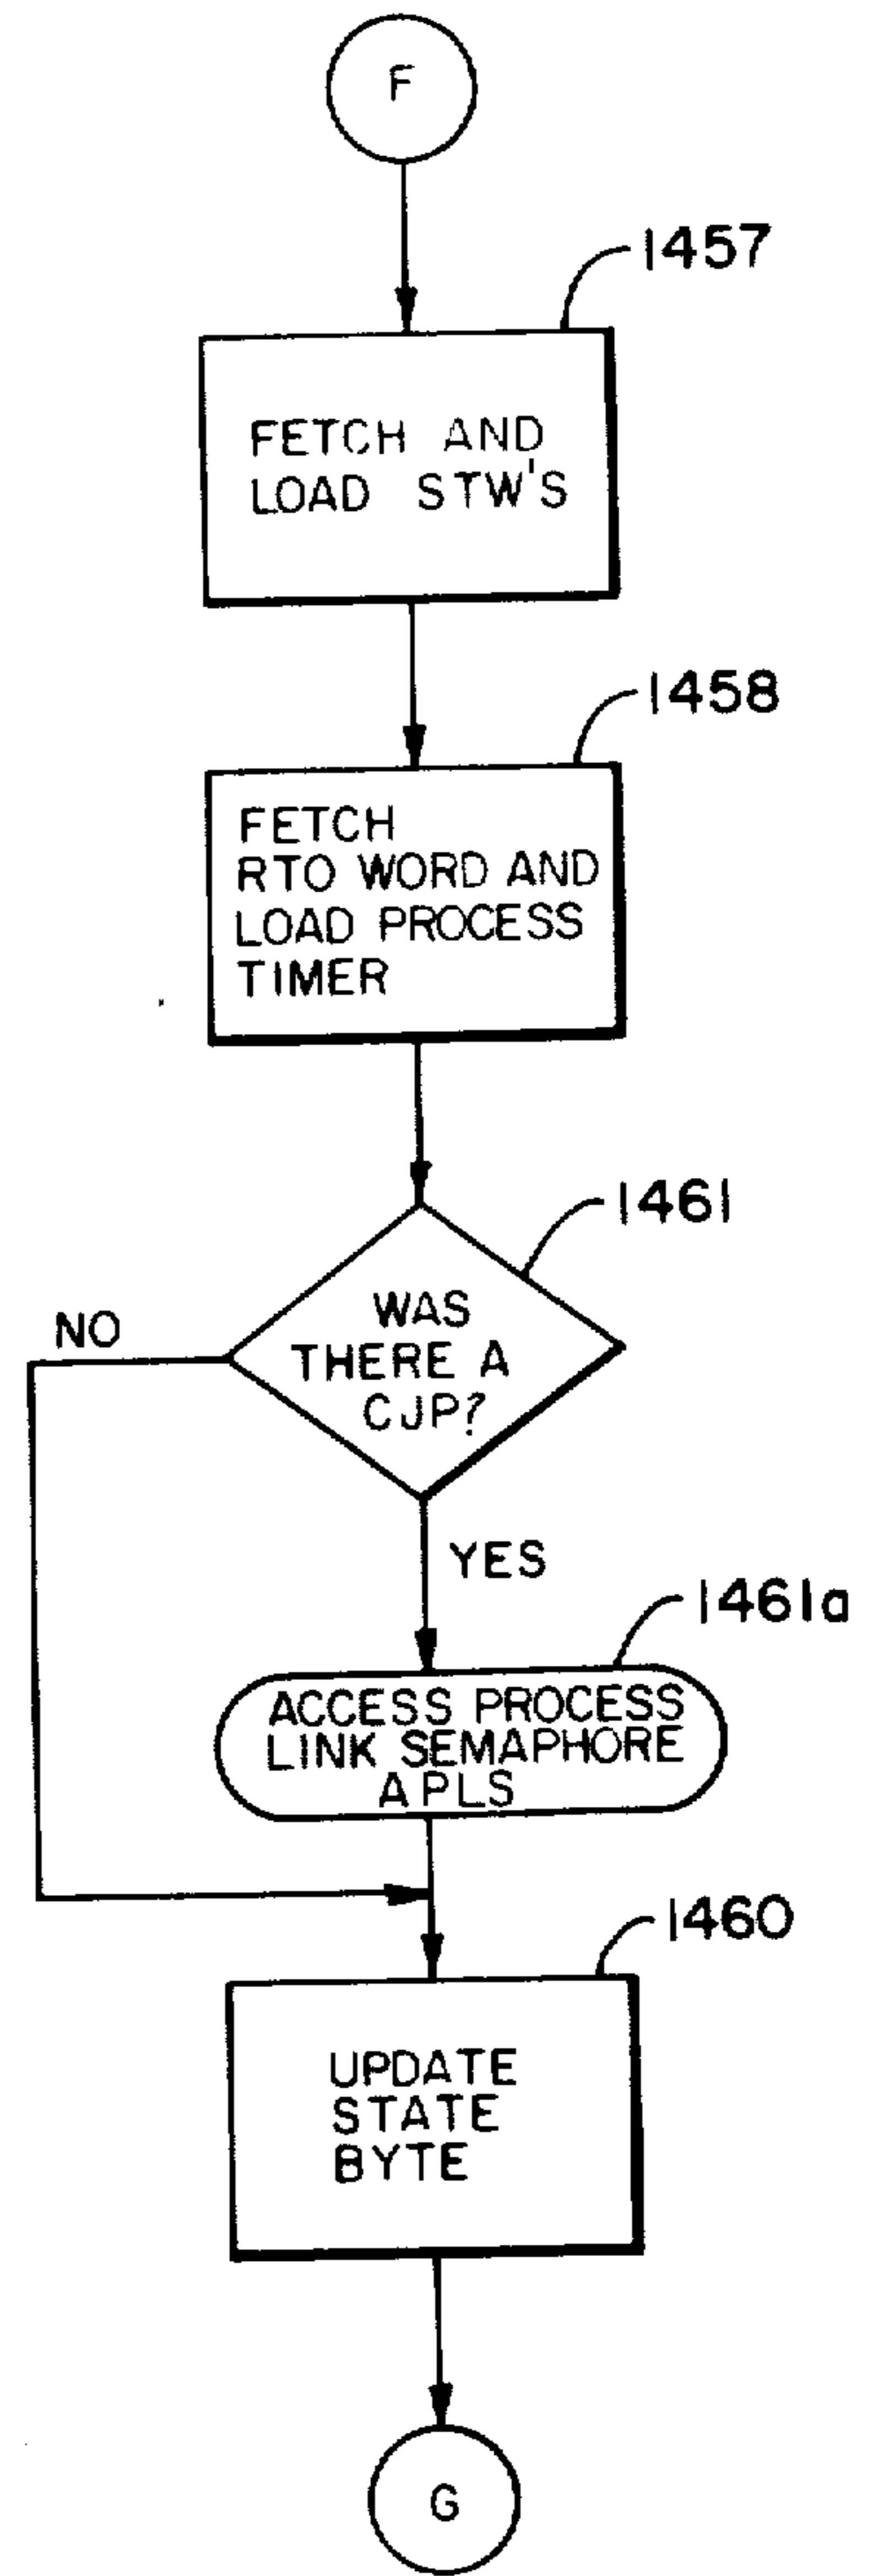 F
1457
FETCH AND
LOAD STW'S
1458
FETCH
RTO WORD AND
LOAD PROCESS
TIMER
1461
WAS
THERE A
CJP?
NO
YES
1461a
ACCESS PROCESS
LINK SEMAPHORE
APLS
1460
UPDATE
STATE
BYTE
G